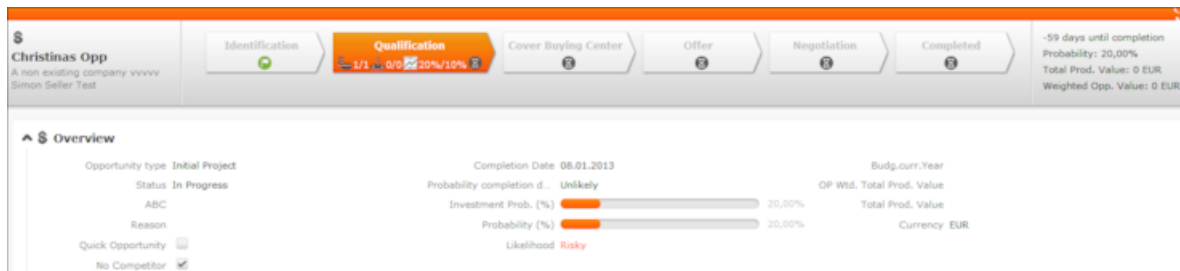 $
Christinas Opp
A non existing company vvvvv
Simon Seller Test
Identification
Qualification
1/1 0/0 20%/10%
Cover Buying Center
Offer
Negotiation
Completed
-59 days until completion
Probability: 20,00%
Total Prod. Value: 0 EUR
Weighted Opp. Value: 0 EUR
$ Overview
Opportunity type Initial Project
Status In Progress
ABC
Reason
Quick Opportunity
No Competitor
Completion Date 08.01.2013
Probability completion d... Unlikely
Investment Prob. (%) 20,00%
Probability (%) 20,00%
Likelihood Risky
Budg.curr.Year
OP Wtd. Total Prod. Value
Total Prod. Value
Currency EUR